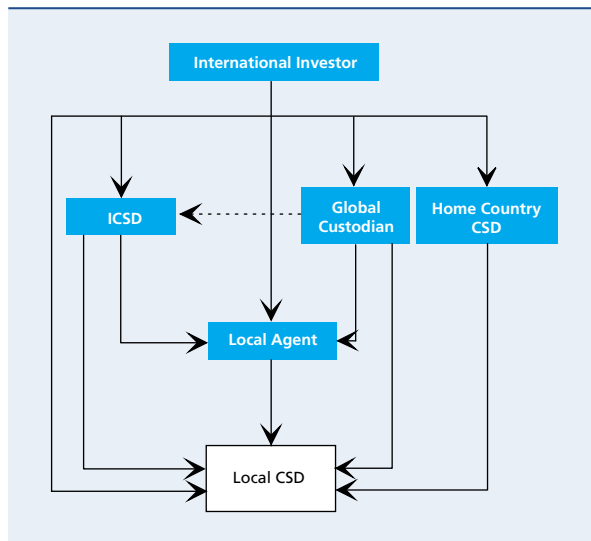 International Investor
ICSD
Global
Custodian
Home Country
CSD
Local Agent
Local CSD